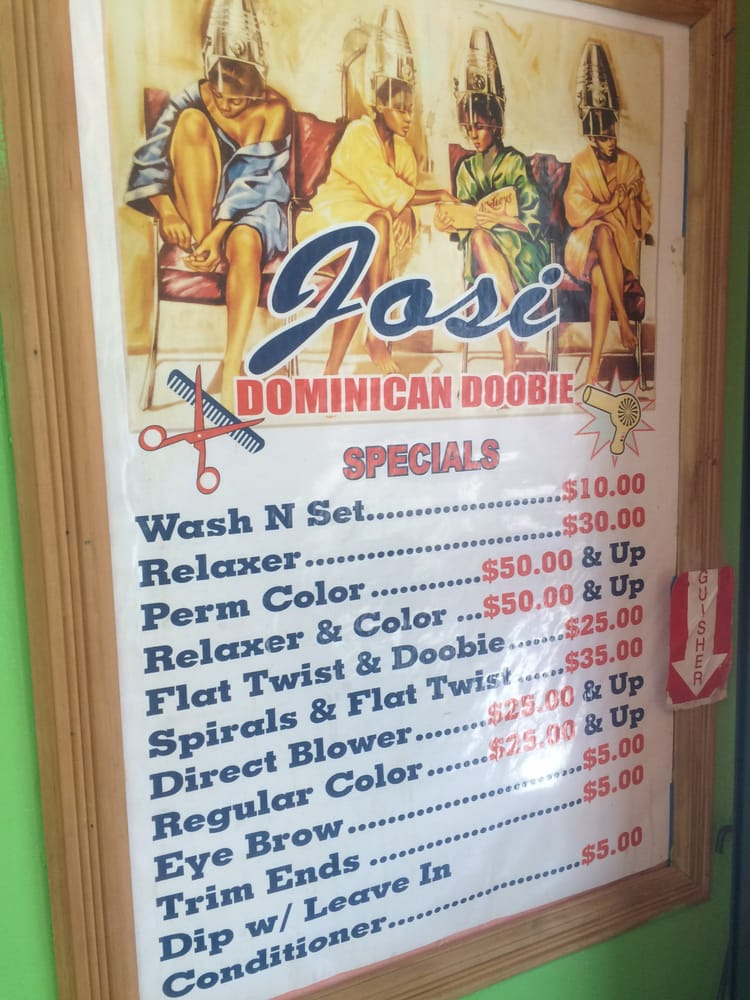 Josi
DOMINICAN DOOBIE
SPECIALS
Wash N Set.....................$10.00
Relaxer............................$30.00
Perm Color............$50.00 & Up
Relaxer & Color ...$50.00 & Up
Flat Twist & Doobie.......$25.00
Spirals & Flat Twist ......$35.00
Direct Blower.........$25.00 & Up
Regular Color.......$25.00 & Up
Eye Brow..........................$5.00
Trim Ends ........................$5.00
Dip w/ Leave In
Conditioner......................$5.00
GUISHER